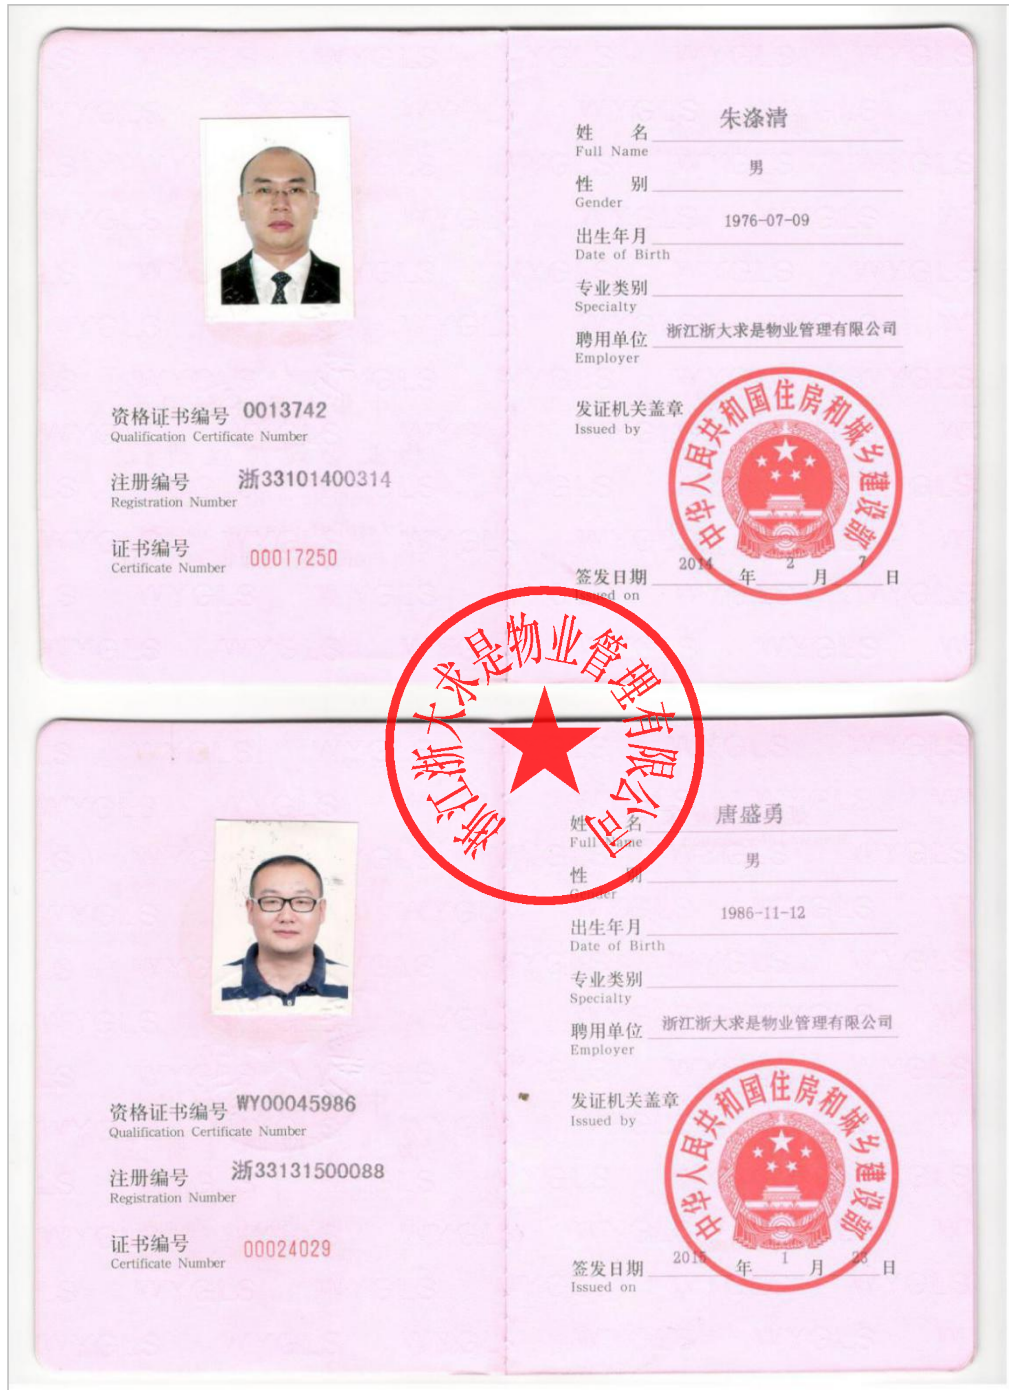 姓 名 朱涤清
Full Name
性 别 男
Gender
出生年月 1976-07-09
Date of Birth
专业类别
Specialty
聘用单位 浙江浙大求是物业管理有限公司
Employer
资格证书编号 0013742
Qualification Certificate Number
注册编号 浙33101400314
Registration Number
证书编号 00017250
Certificate Number
发证机关盖章
Issued by
中华人民共和国住房和城乡建设部
签发日期 2014 年 2 月 7 日
Issued on
浙江浙大求是物业管理有限公司
姓 名 唐盛勇
Full Name
性 别 男
Gender
出生年月 1986-11-12
Date of Birth
专业类别
Specialty
聘用单位 浙江浙大求是物业管理有限公司
Employer
资格证书编号 WY00045986
Qualification Certificate Number
注册编号 浙33131500088
Registration Number
证书编号 00024029
Certificate Number
发证机关盖章
Issued by
中华人民共和国住房和城乡建设部
签发日期 2015 年 1 月 23 日
Issued on